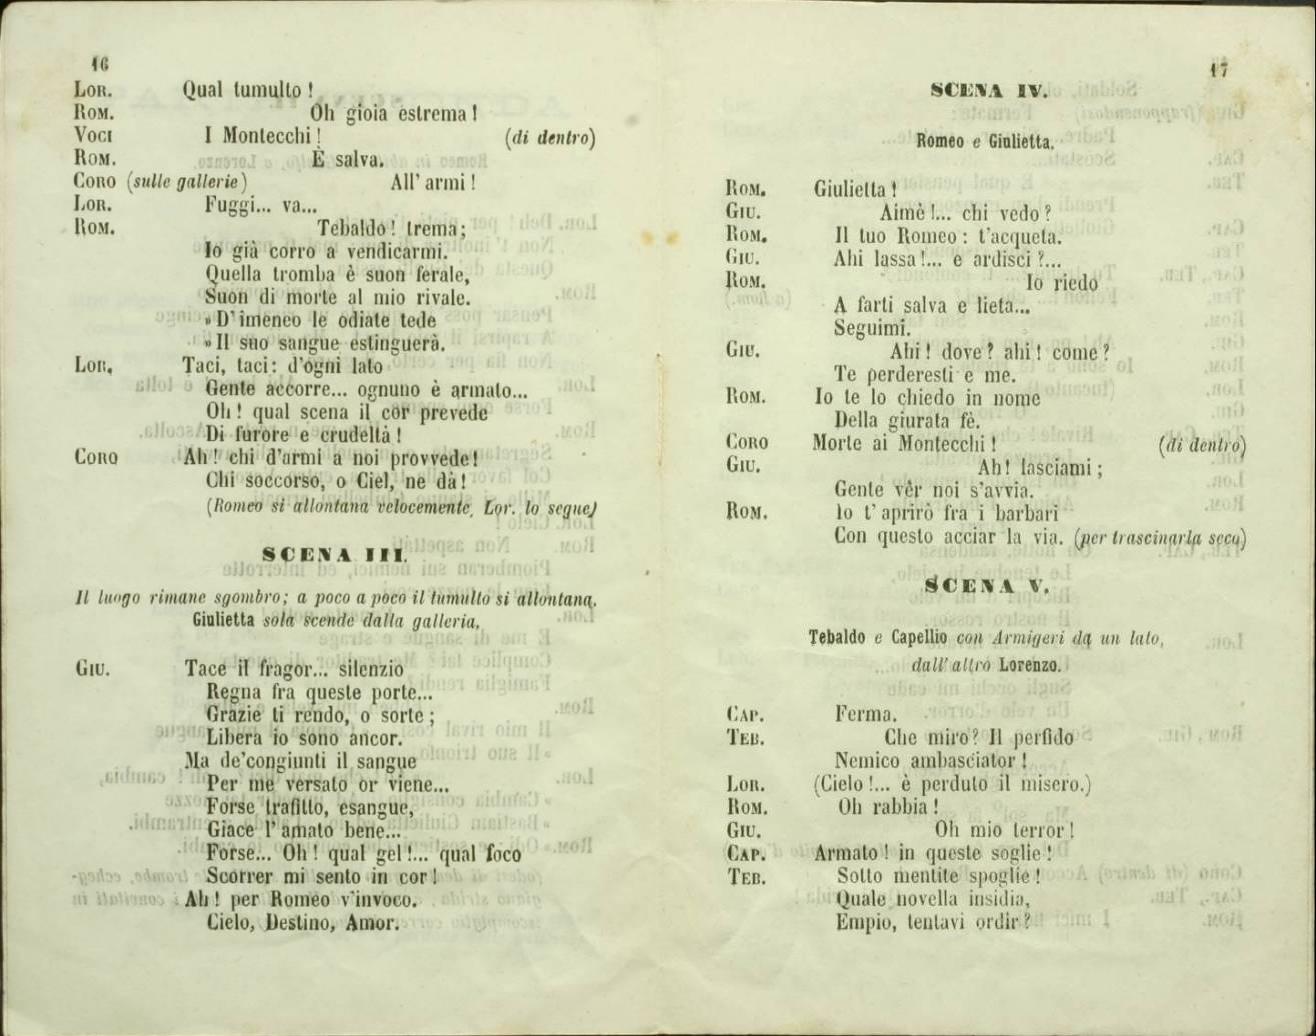 16
LOR. Qual tumulto !
ROM. Oh gioia estrema !
VOCI I Montecchi ! (di dentro)
ROM. È salva.
CORO (sulle gallerie) All' armi !
LOR. Fuggi... va...
ROM. Tebaldo ! trema ;
Io già corro a vendicarmi.
Quella tromba è suon ferale,
Suon di morte al mio rivale.
» D' imeneo le odiate tede
» Il suo sangue estinguerà.
LOR. Taci, taci : d'ogni lato
Gente accorre... ognuno è armato...
Oh ! qual scena il cor prevede
Di furore e crudeltà !
CORO Ah ! chi d'armi a noi provvede !
Chi soccorso, o Ciel, ne dà !
(Romeo si allontana velocemente, Lor. lo segue)
SCENA III.
Il luogo rimane sgombro ; a poco a poco il tumulto si allontana.
Giulietta sola scende dalla galleria.
GIU. Tace il fragor... silenzio
Regna fra queste porte...
Grazie ti rendo, o sorte ;
Libera io sono ancor.
Ma de' congiunti il sangue
Per me versato or viene...
Forse trafitto, esangue,
Giace l' amato bene...
Forse... Oh ! qual gel !... qual foco
Scorrer mi sento in cor !
Ah ! per Romeo v'invoco.
Cielo, Destino, Amor.
17
SCENA IV.
Romeo e Giulietta.
ROM. Giulietta !
GIU. Aimè !... chi vedo ?
ROM. Il tuo Romeo : t'acqueta.
GIU. Ahi lassa !... e ardisci ?...
ROM. Io riedo
A farti salva e lieta...
Seguimi.
GIU. Ahi ! dove ? ahi ! come ?
Te perderesti e me.
ROM. Io te lo chiedo in nome
Della giurata fè.
CORO Morte ai Montecchi ! (di dentro)
GIU. Ah ! lasciami ;
Gente vêr noi s'avvia.
ROM. Io t' aprirò fra i barbari
Con questo acciar la via. (per trascinarla seco)
SCENA V.
Tebaldo e Capellio con Armigeri da un lato,
dall' altro Lorenzo.
CAP. Ferma.
TEB. Che miro ? Il perfido
Nemico ambasciator !
LOR. (Cielo !... è perduto il misero.)
ROM. Oh rabbia !
GIU. Oh mio terror !
CAP. Armato ! in queste soglie !
TEB. Sotto mentite spoglie !
Quale novella insidia,
Empio, tentavi ordir ?